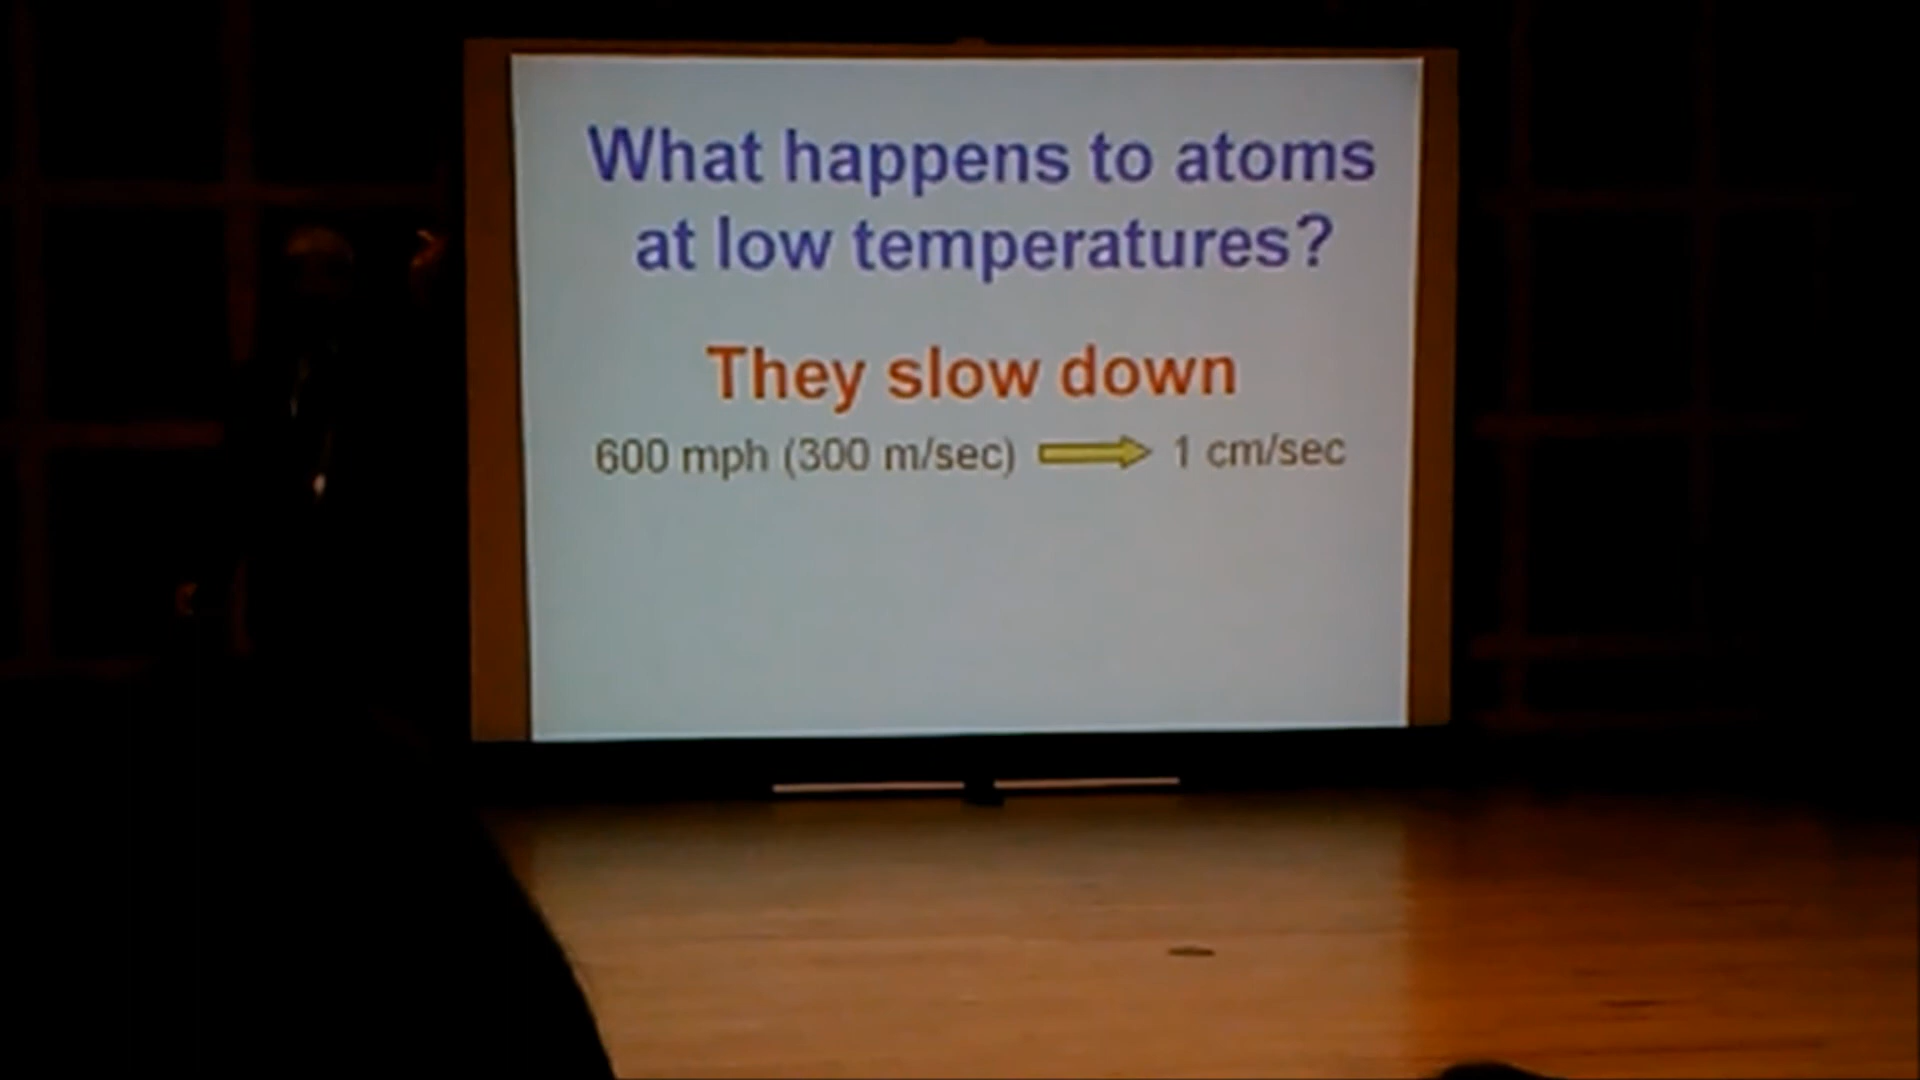 What happens to atoms
at low temperatures?
They slow down
600 mph (300 m/sec) 1 cm/sec